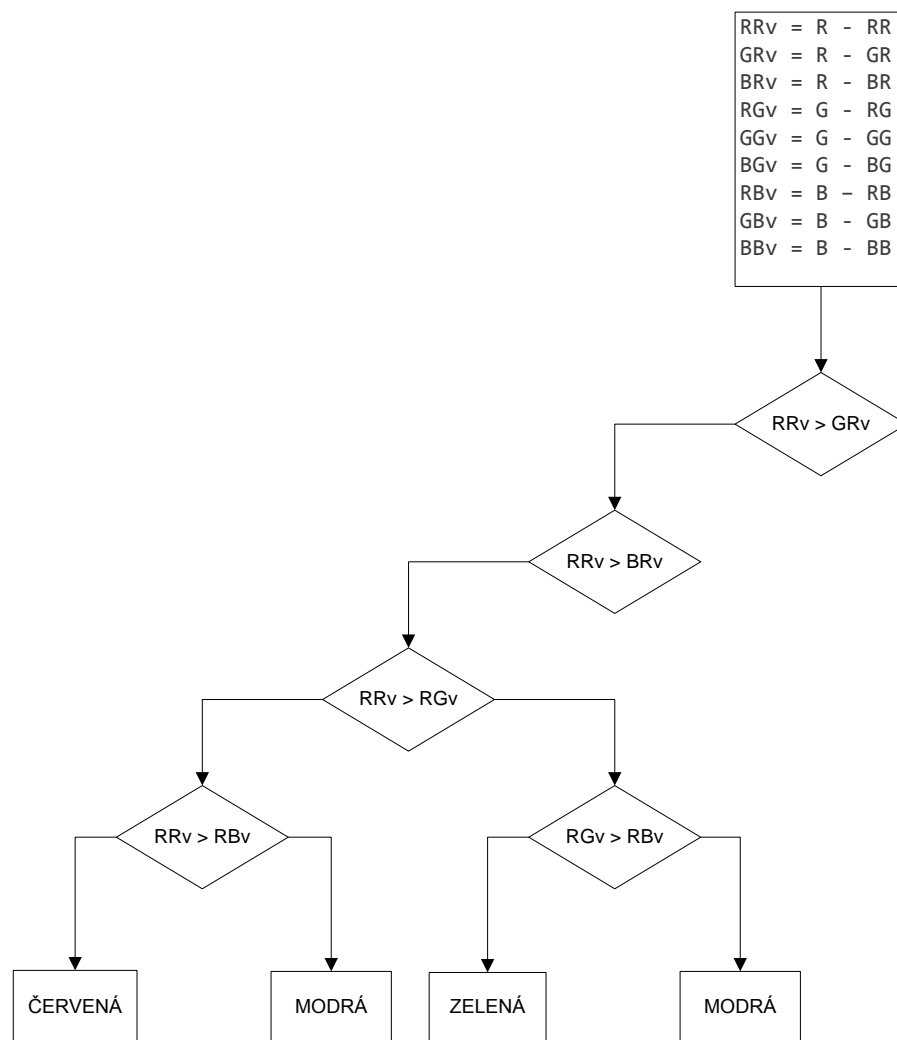 RRv = R - RR
GRv = R - GR
BRv = R - BR
RGv = G - RG
GGv = G - GG
BGv = G - BG
RBv = B – RB
GBv = B - GB
BBv = B - BB
RRv > GRv
RRv > BRv
RRv > RGv
RRv > RBv
RGv > RBv
ČERVENÁ
MODRÁ
ZELENÁ
MODRÁ